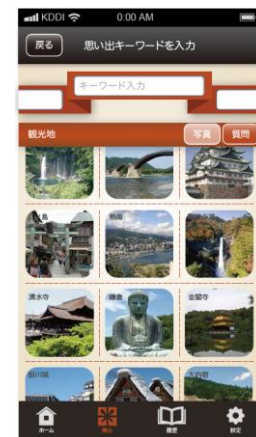 KDDI 0:00 AM
戻る 思い出キーワードを入力
キーワード入力
観光地 写真 質問
熱海
清水寺 鎌倉 金閣寺
ホーム 履歴 設定